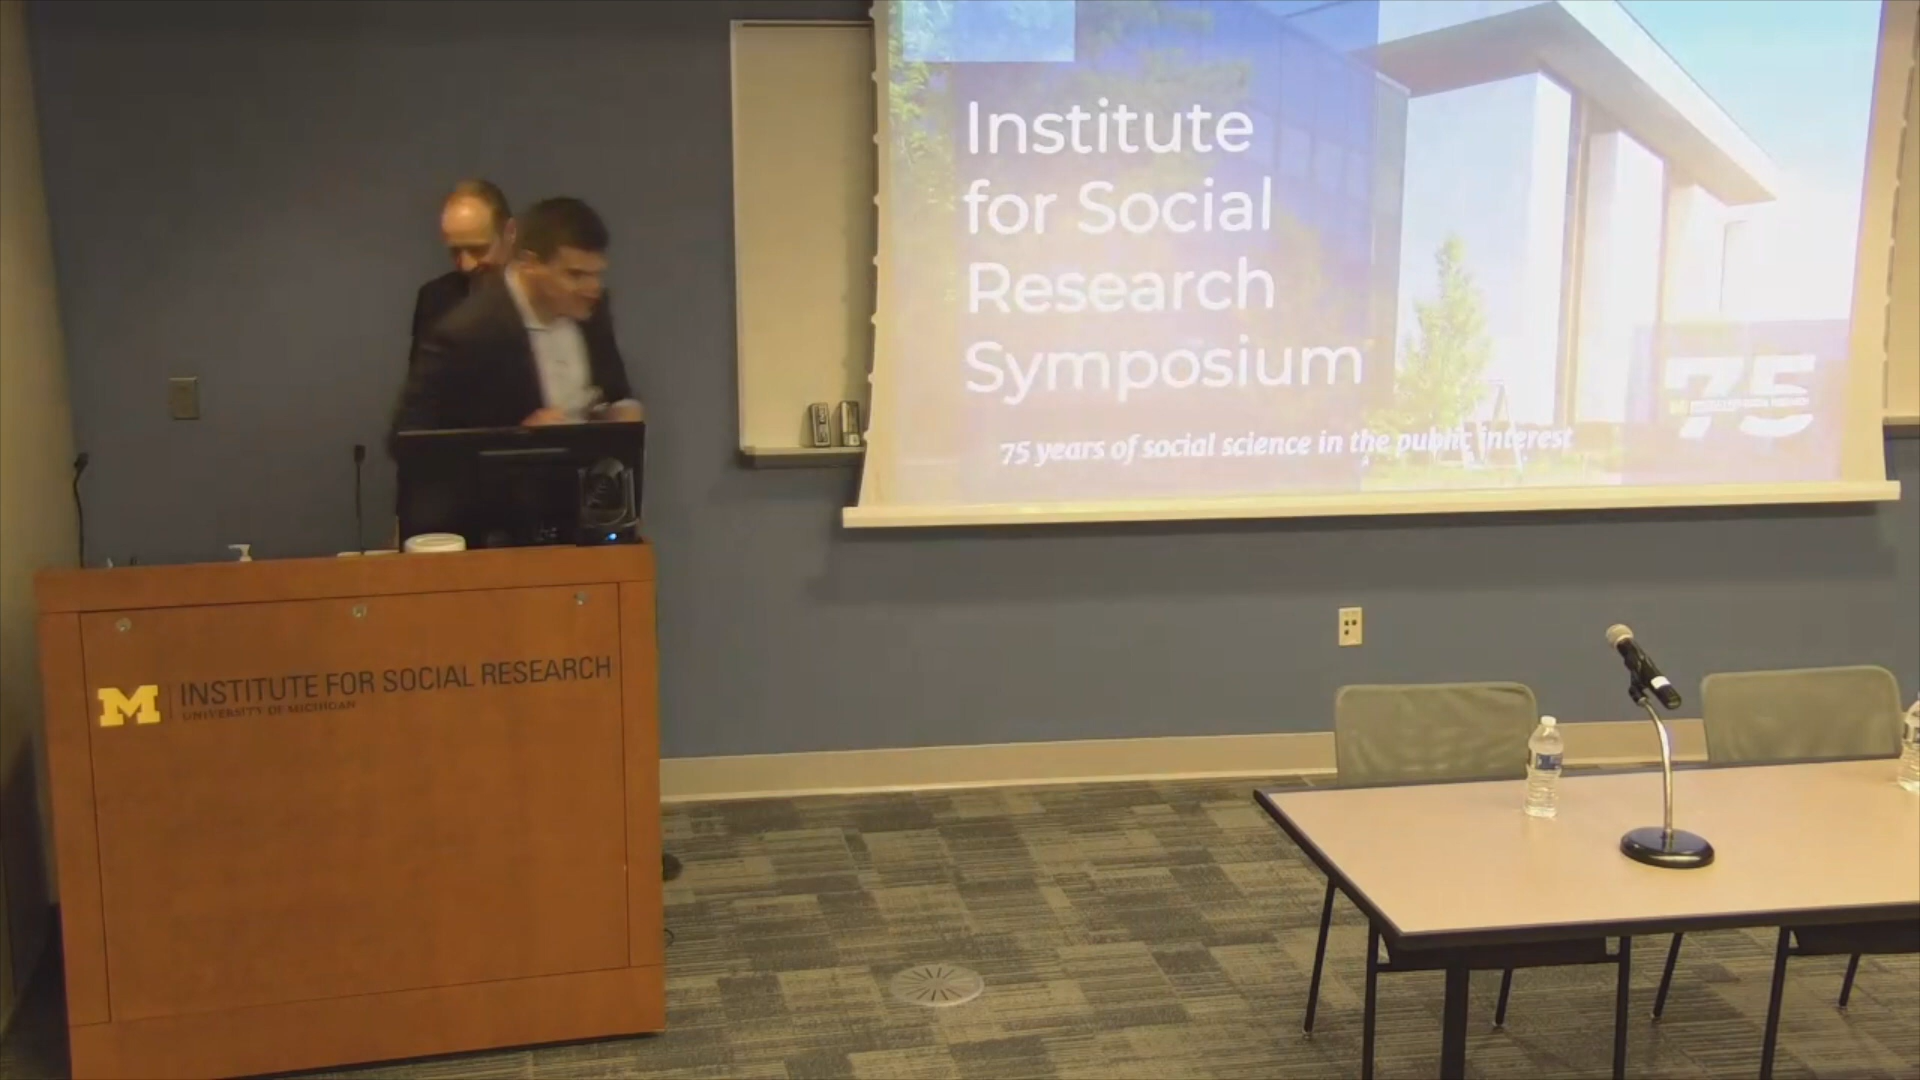 Institute
for Social
Research
Symposium
75 years of social science in the public interest
75
M INSTITUTE FOR SOCIAL RESEARCH
UNIVERSITY OF MICHIGAN